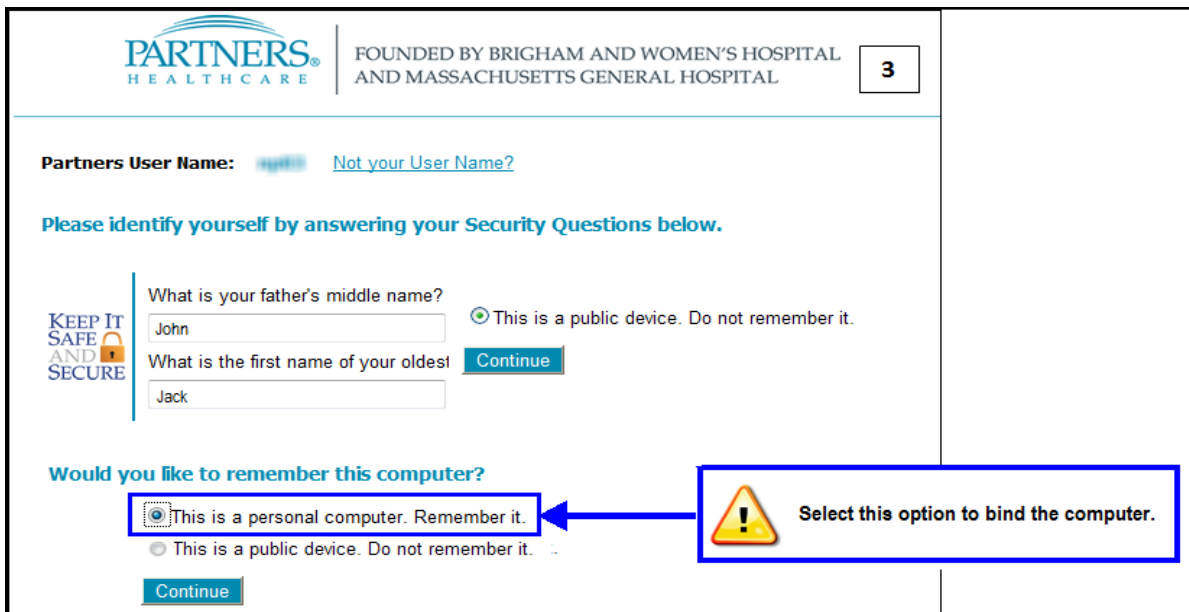 PARTNERS®
HEALTHCARE
FOUNDED BY BRIGHAM AND WOMEN'S HOSPITAL
AND MASSACHUSETTS GENERAL HOSPITAL
3
Partners User Name:
Not your User Name?
Please identify yourself by answering your Security Questions below.
KEEP IT
SAFE
AND
SECURE
What is your father's middle name?
John
What is the first name of your oldest
Jack
This is a public device. Do not remember it.
Continue
Would you like to remember this computer?
This is a personal computer. Remember it.
This is a public device. Do not remember it.
Continue
Select this option to bind the computer.